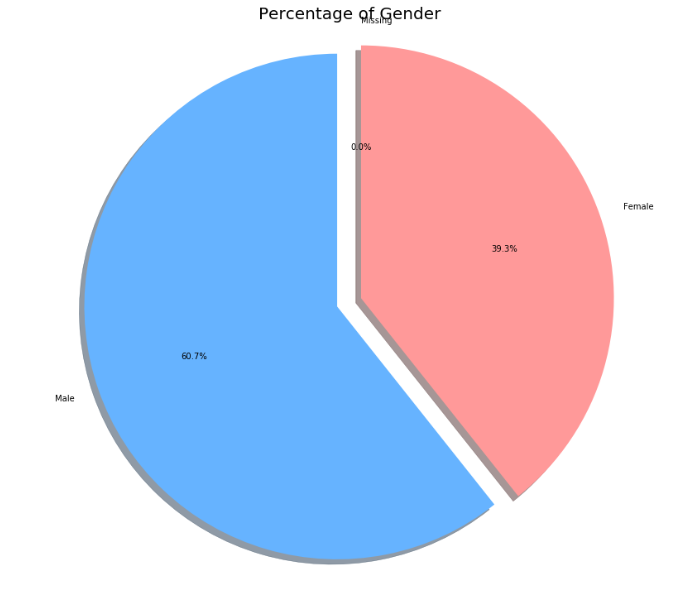 Percentage of Gender
Missing
0.0%
Female
39.3%
60.7%
Male